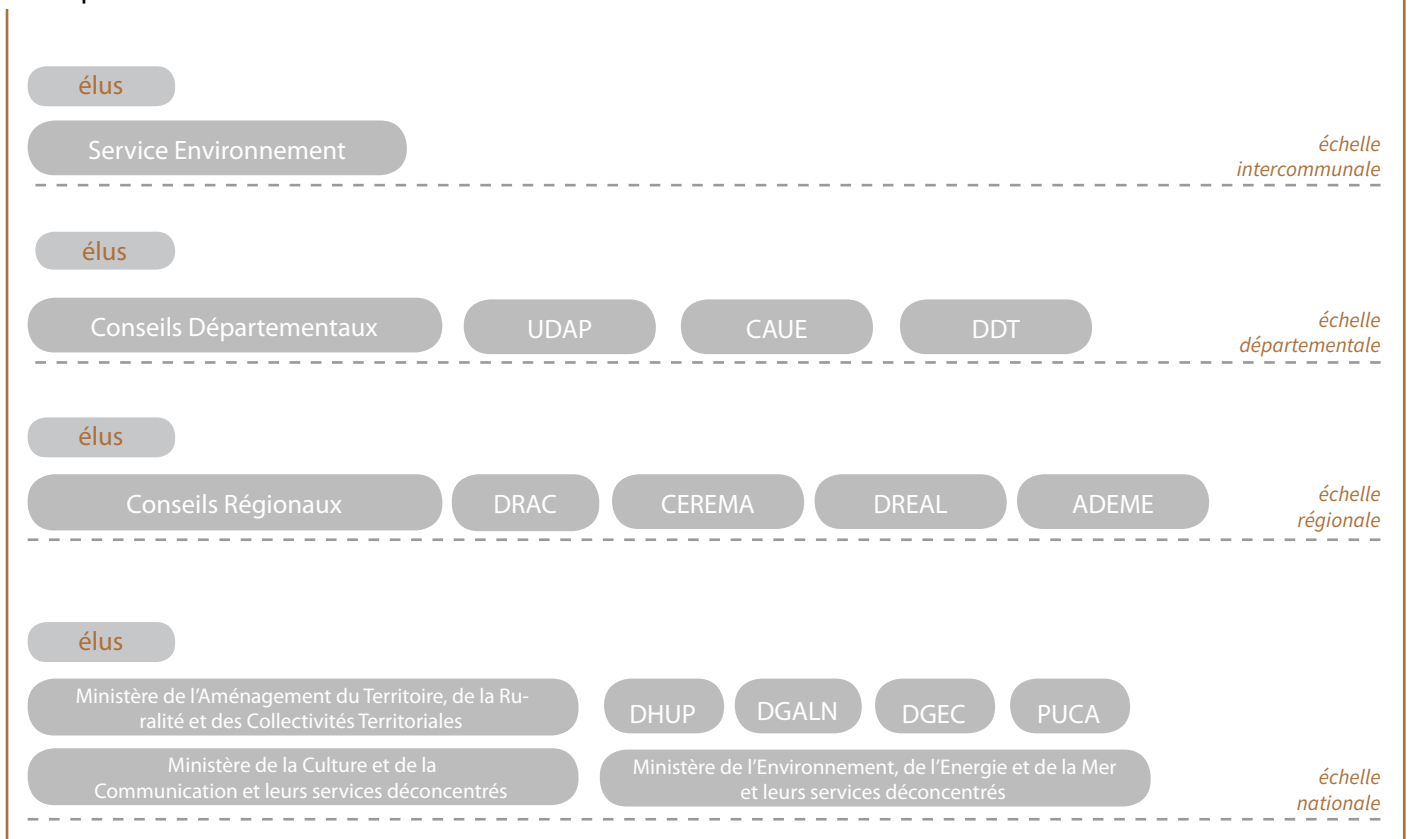 élus
Service Environnement
échelle
intercommunale
élus
Conseils Départementaux
UDAP
CAUE
DDT
échelle
départementale
élus
Conseils Régionaux
DRAC
CEREMA
DREAL
ADEME
échelle
régionale
élus
Ministère de l'Aménagement du Territoire, de la Ru-
ralité et des Collectivités Territoriales
DHUP
DGALN
DGEC
PUCA
Ministère de la Culture et de la
Communication et leurs services déconcentrés
Ministère de l'Environnement, de l'Energie et de la Mer
et leurs services déconcentrés
échelle
nationale